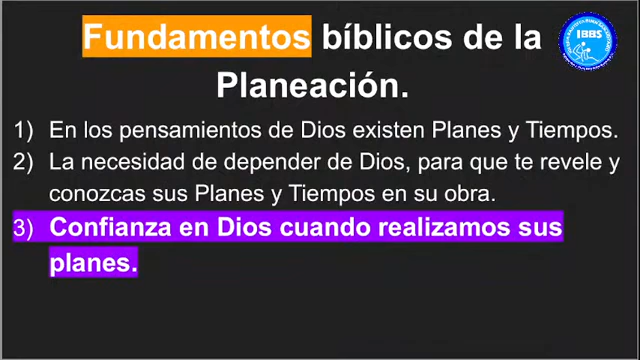 Fundamentos bíblicos de la
Planeación.
IBBS
1) En los pensamientos de Dios existen Planes y Tiempos.
2) La necesidad de depender de Dios, para que te revele y
conozcas sus Planes y Tiempos en su obra.
3) Confianza en Dios cuando realizamos sus
planes.